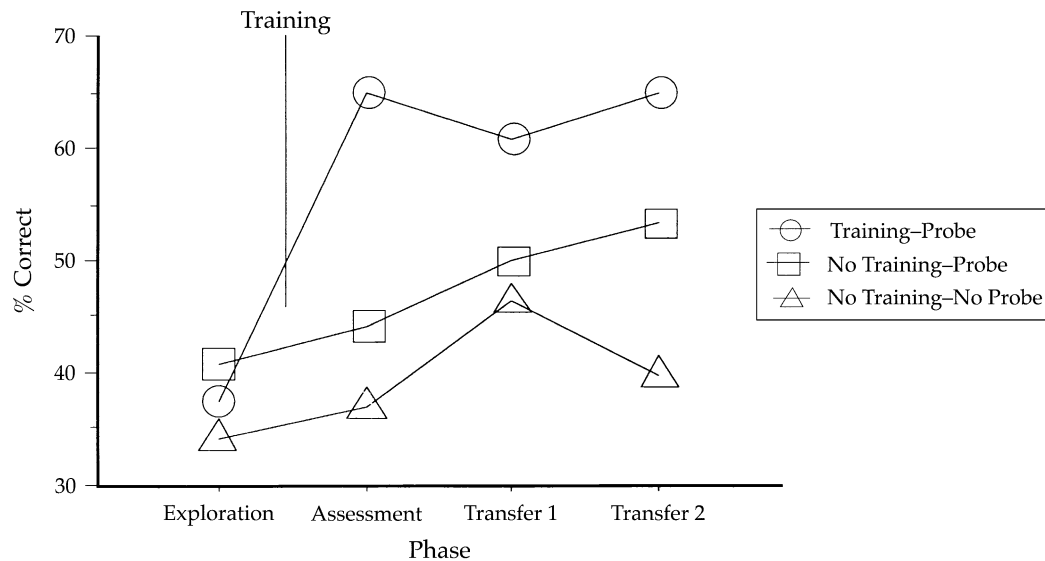 Training
70
60
50
40
30
% Correct
Exploration
Assessment
Transfer 1
Transfer 2
Phase
Training–Probe
No Training–Probe
No Training–No Probe